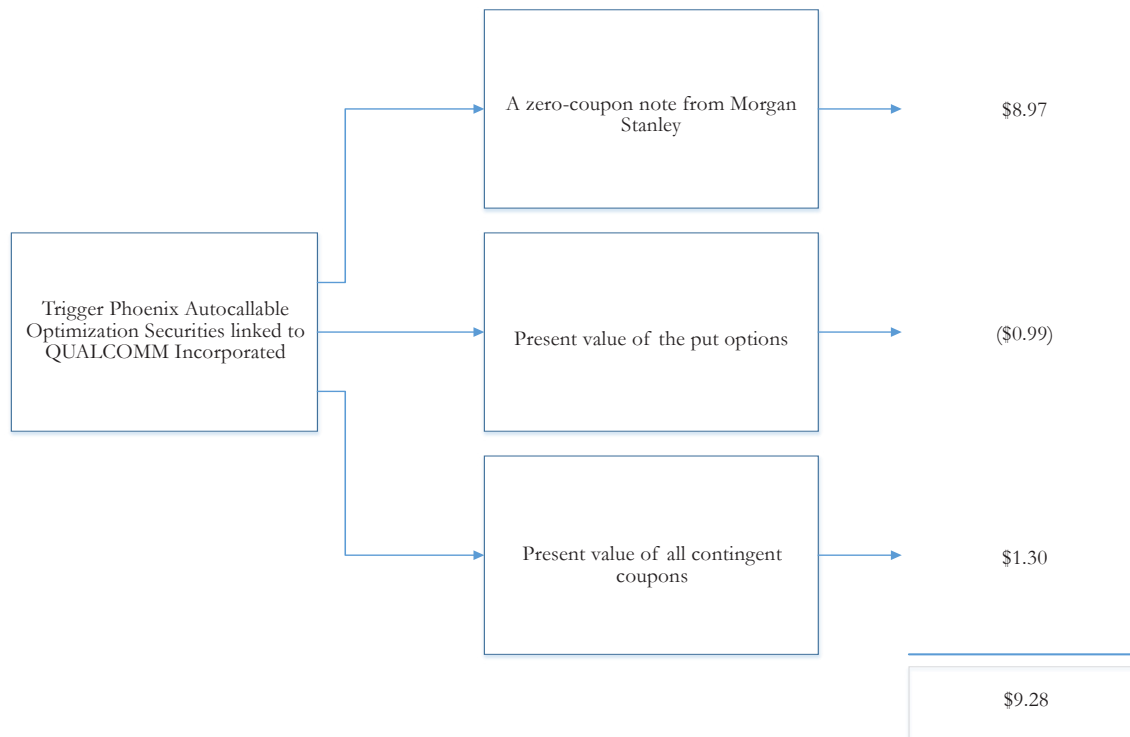 A zero-coupon note from Morgan
Stanley
$8.97
Trigger Phoenix Autocallable
Optimization Securities linked to
QUALCOMM Incorporated
Present value of the put options
($0.99)
Present value of all contingent
coupons
$1.30
$9.28